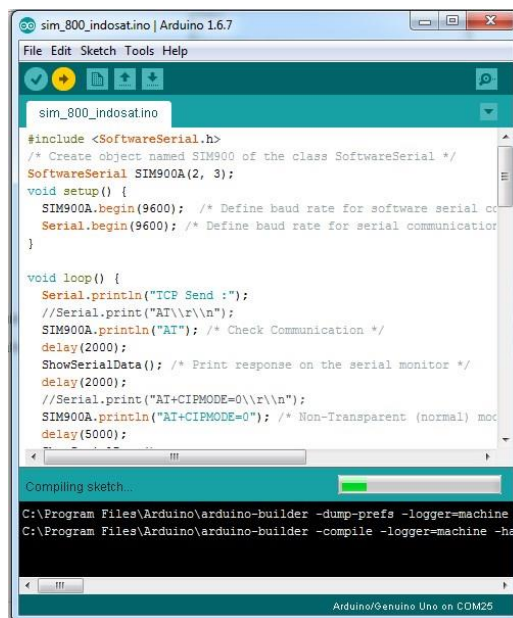 sim_800_indosat.ino | Arduino 1.6.7
File Edit Sketch Tools Help
sim_800_indosat.ino
#include <SoftwareSerial.h>
/* Create object named SIM900 of the class SoftwareSerial */
SoftwareSerial SIM900A(2, 3);
void setup() {
SIM900A.begin(9600); /* Define baud rate for software serial
Serial.begin(9600); /* Define baud rate for serial communication
}
void loop() {
Serial.println("TCP Send :");
//Serial.print("AT\\r\\n");
SIM900A.println("AT"); /* Check Communication */
delay(2000);
ShowSerialData(); /* Print response on the serial monitor */
delay(2000);
//Serial.print("AT+CIPMODE=0\\r\\n");
SIM900A.println("AT+CIPMODE=0"); /* Non-Transparent (normal)
delay(5000);
Compiling sketch...
C:\Program Files\Arduino\arduino-builder -dump-prefs -logger=machine
C:\Program Files\Arduino\arduino-builder -compile -logger=machine
Arduino/Genuino Uno on COM25